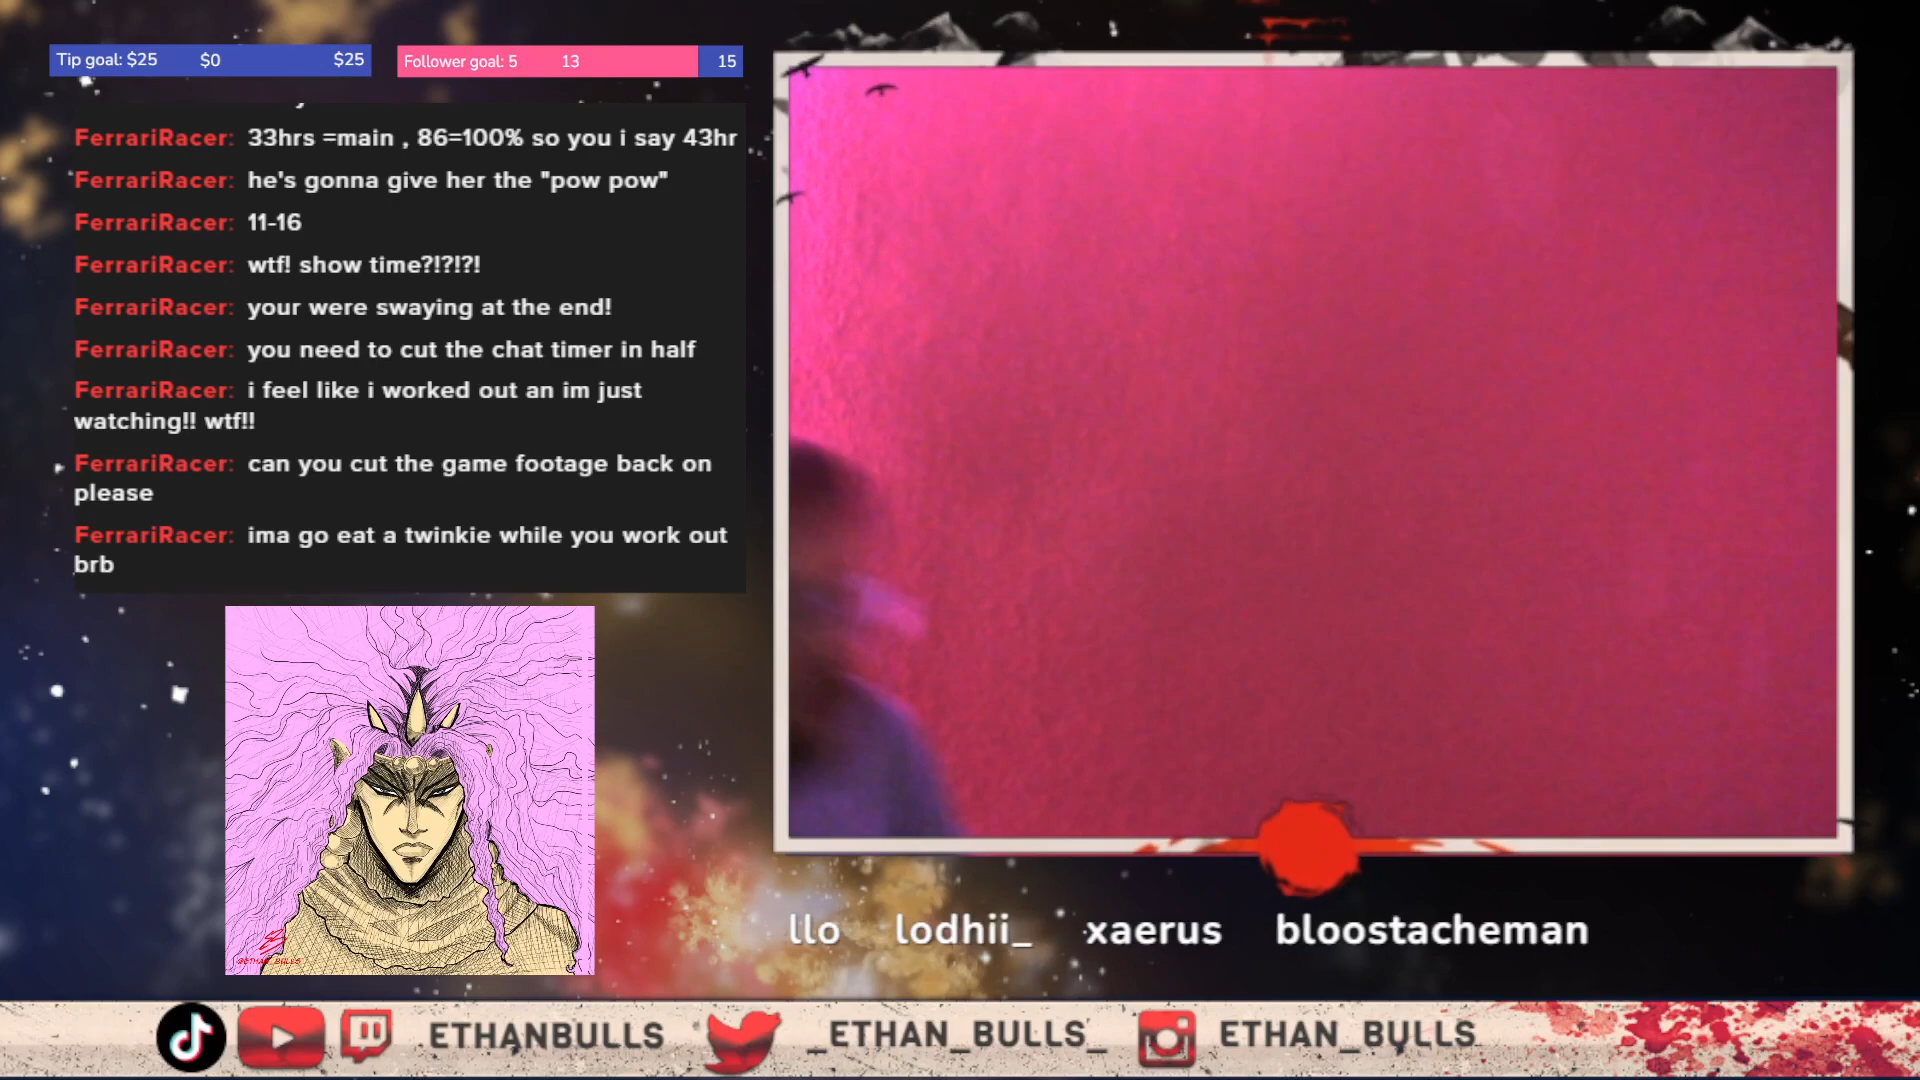 Tip goal: $25 $0 $25
Follower goal: 5 13 15
FerrariRacer: 33hrs =main , 86=100% so you i say 43hr
FerrariRacer: he's gonna give her the "pow pow"
FerrariRacer: 11-16
FerrariRacer: wtf! show time?!?!?!
FerrariRacer: your were swaying at the end!
FerrariRacer: you need to cut the chat timer in half
FerrariRacer: i feel like i worked out an im just
watching!! wtf!!
FerrariRacer: can you cut the game footage back on
please
FerrariRacer: ima go eat a twinkie while you work out
brb
@ETHAN_BULLS
llo lodhii_ xaerus bloostacheman
ETHANBULLS _ETHAN_BULLS_ ETHAN_BULLS